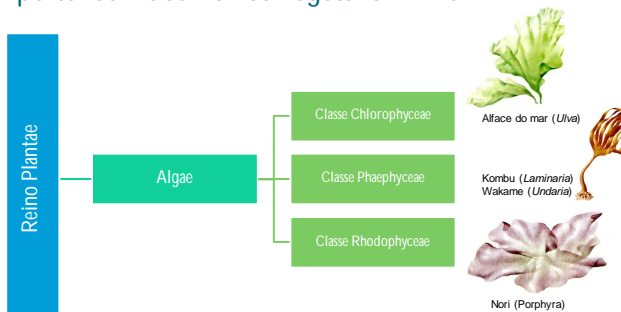 Reino Plantae
Algae
Classe Chlorophyceae
Alface do mar (Ulva)
Classe Phaephyceae
Kombu (Laminaria)
Wakame (Undaria)
Classe Rhodophyceae
Nori (Porphyra)